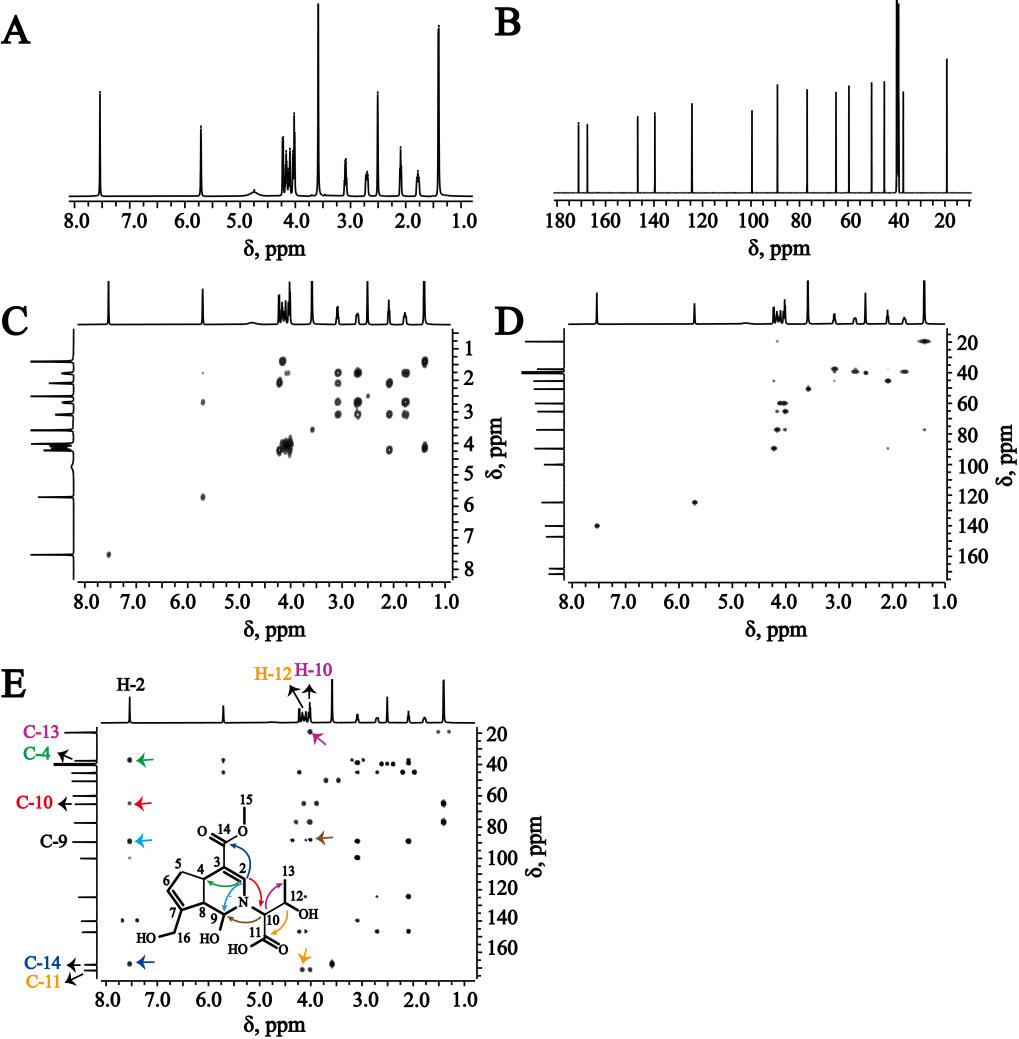 A
8.0 7.0 6.0 5.0 4.0 3.0 2.0 1.0
δ, ppm
B
180 160 140 120 100 80 60 40 20
δ, ppm
C
1
2
3
4
5
6
7
8
δ, ppm
8.0 7.0 6.0 5.0 4.0 3.0 2.0 1.0
δ, ppm
D
20
40
60
80
100
120
140
160
δ, ppm
8.0 7.0 6.0 5.0 4.0 3.0 2.0 1.0
δ, ppm
E
H-2
H-12
H-10
C-13
C-4
C-10
C-9
C-14
C-11
20
40
60
80
100
120
140
160
δ, ppm
15
O
14
O
3
2
5
4
6
7
8
9
N
13
12
OH
10
11
HO
16
HO
HO
O
8.0 7.0 6.0 5.0 4.0 3.0 2.0 1.0
δ, ppm